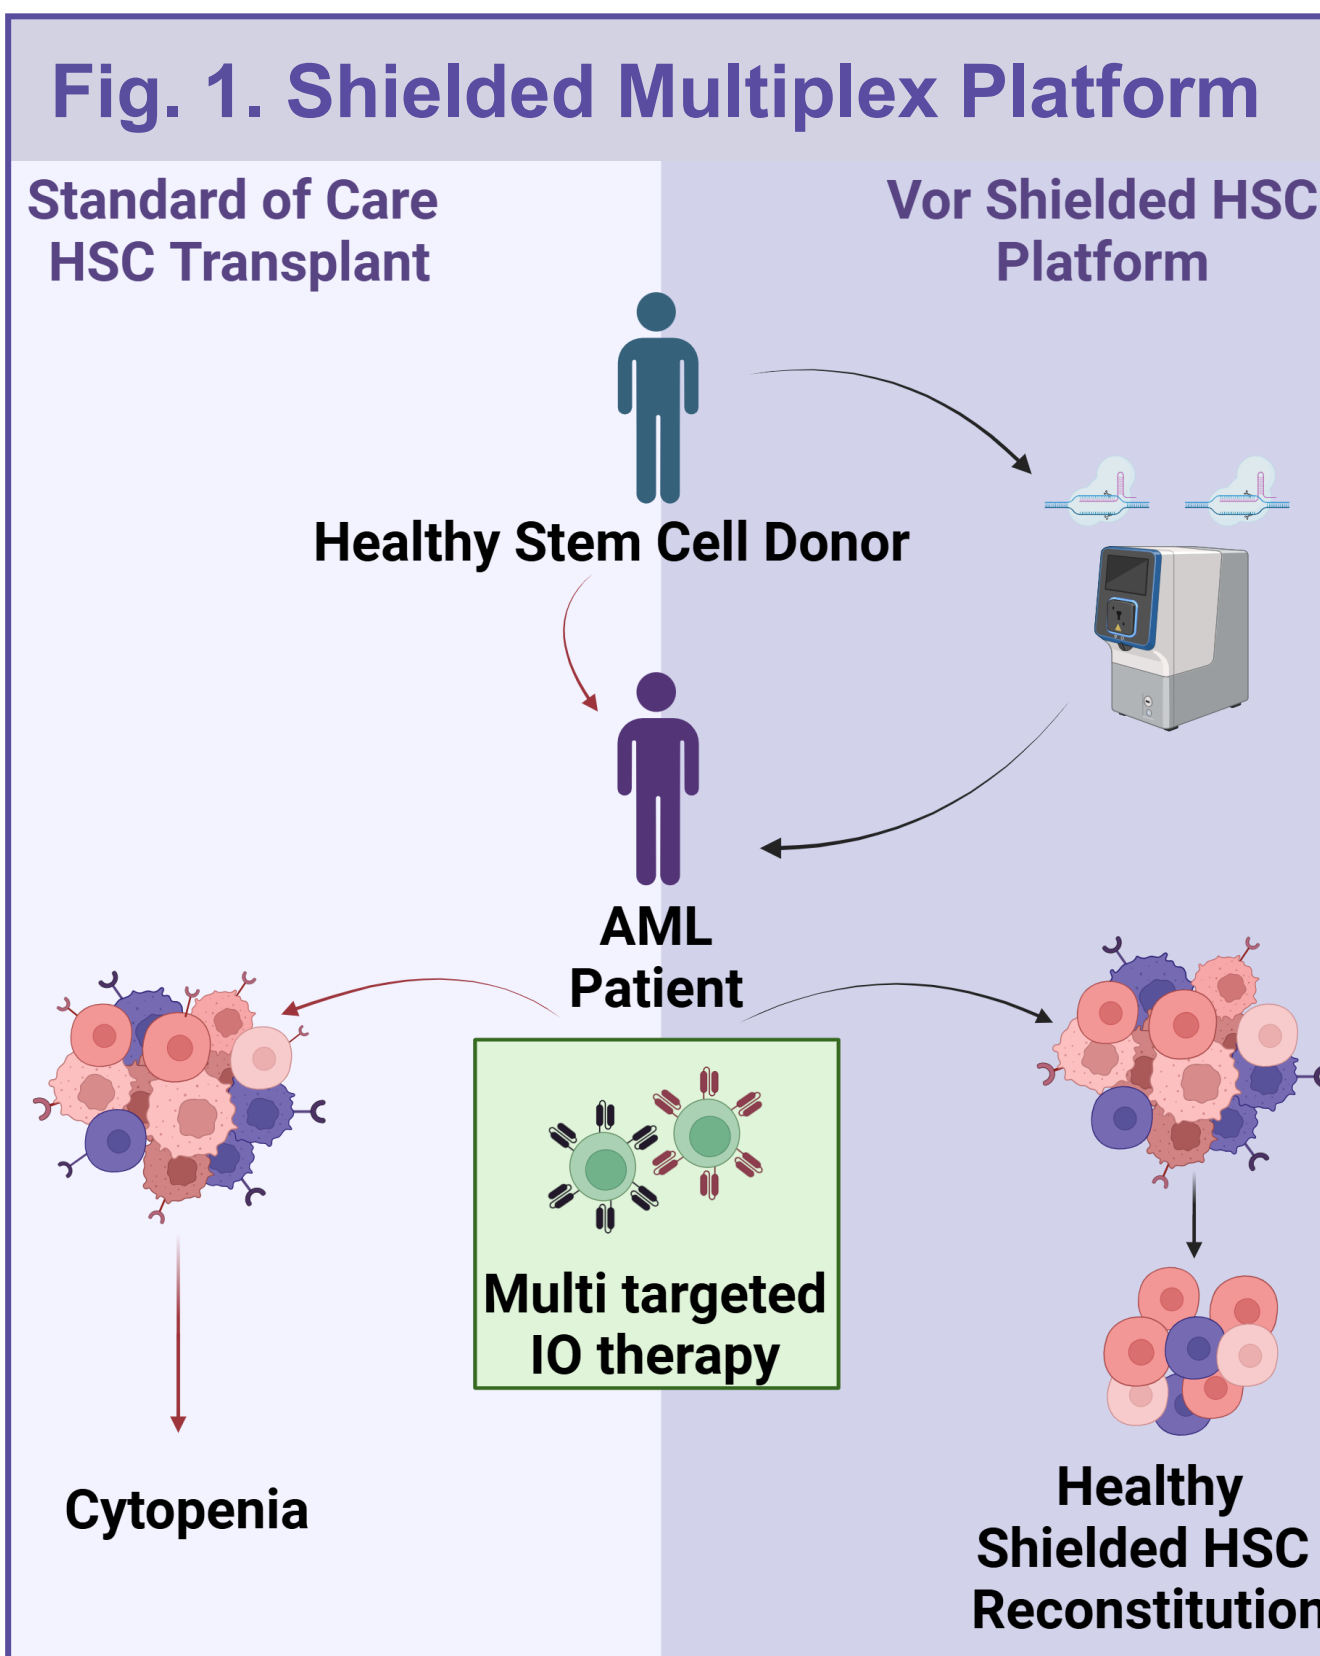 Fig. 1. Shielded Multiplex Platform
Standard of Care
HSC Transplant
Vor Shielded HSC
Platform
Healthy Stem Cell Donor
AML
Patient
Multi targeted
IO therapy
Cytopenia
Healthy
Shielded HSC
Reconstitution